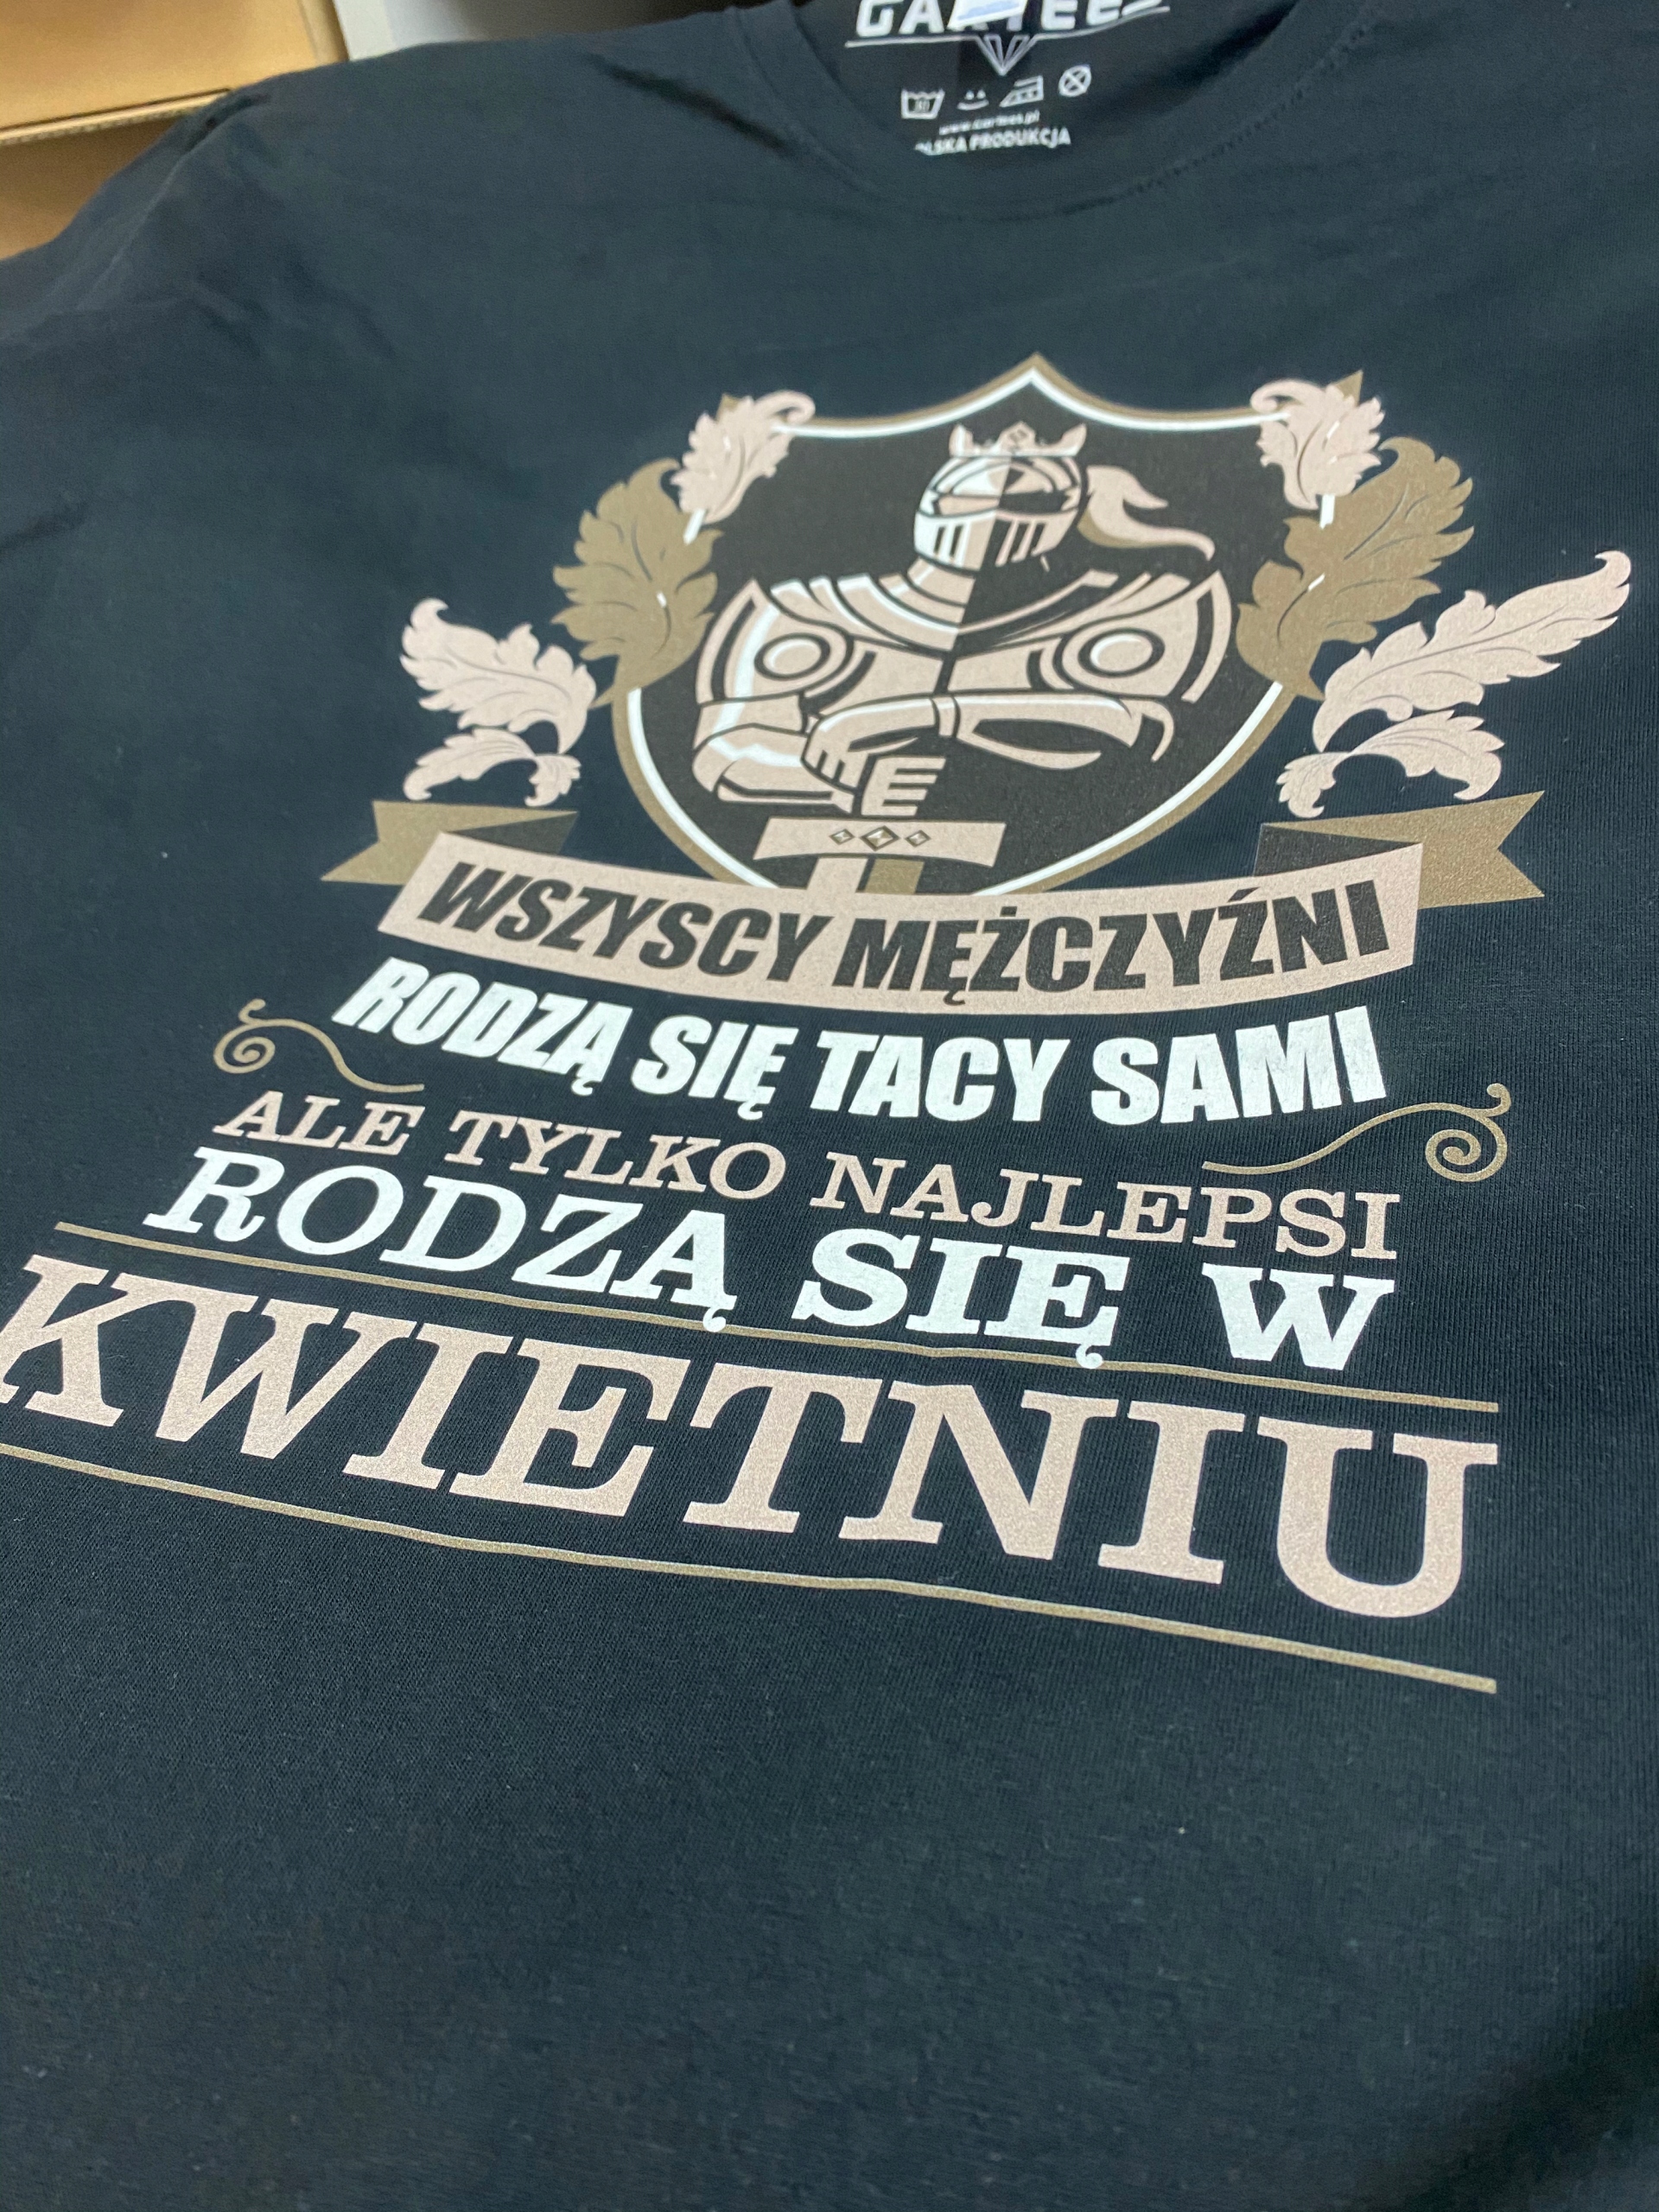 CARTEES
www.cartees.pl
POLSKA PRODUKCJA
WSZYSCY MĘŻCZYŹNI
RODZĄ SIĘ TACY SAMI
ALE TYLKO NAJLEPSI
RODZĄ SIĘ W
KWIETNIU